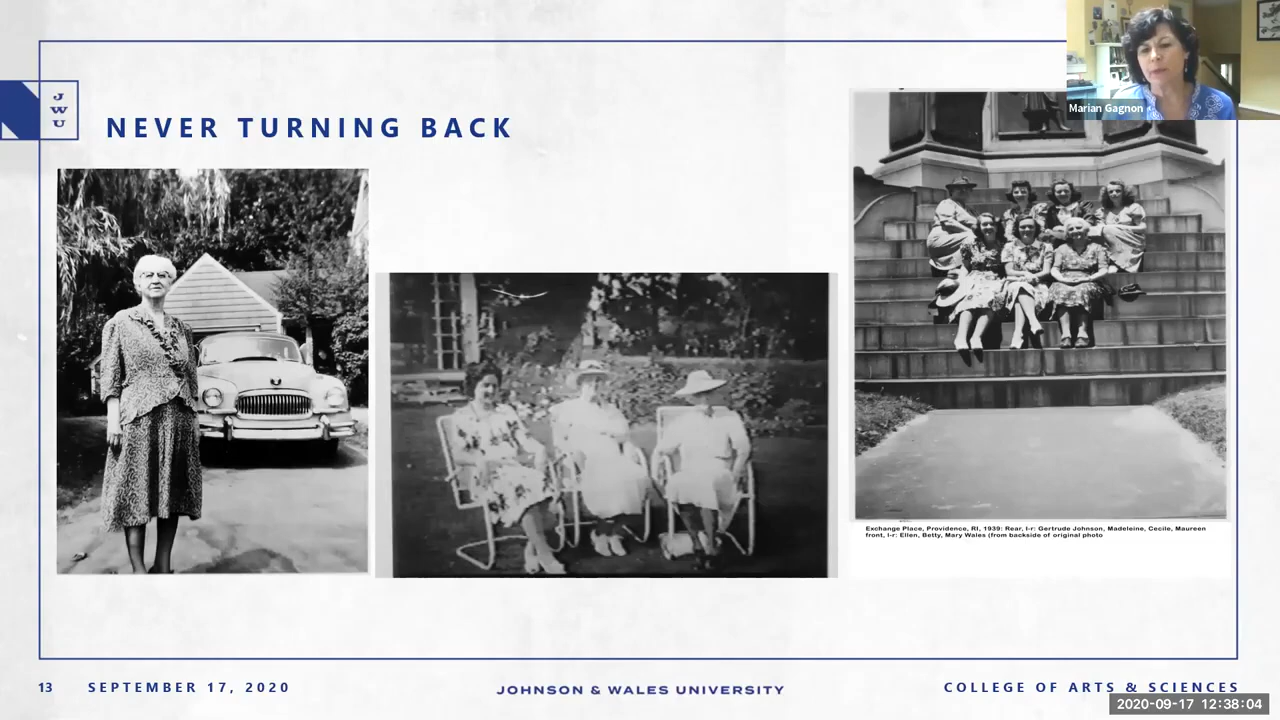 Marian Gagnon
J
W
U
NEVER TURNING BACK
Exchange Place, Providence, RI, 1939: Rear, l-r: Gertrude Johnson, Madeleine, Cecile, Maureen
front, l-r: Ellen, Betty, Mary Wales (from backside of original photo
13 SEPTEMBER 17, 2020
JOHNSON & WALES UNIVERSITY
COLLEGE OF ARTS & SCIENCES
2020-09-17 12:38:04